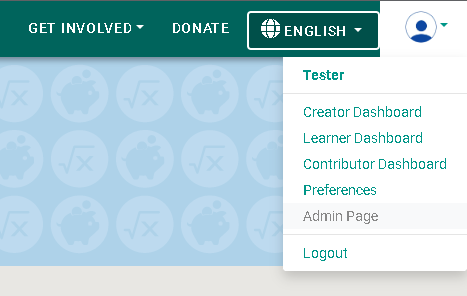 GET INVOLVED
DONATE
ENGLISH
Tester
Creator Dashboard
Learner Dashboard
Contributor Dashboard
Preferences
Admin Page
Logout